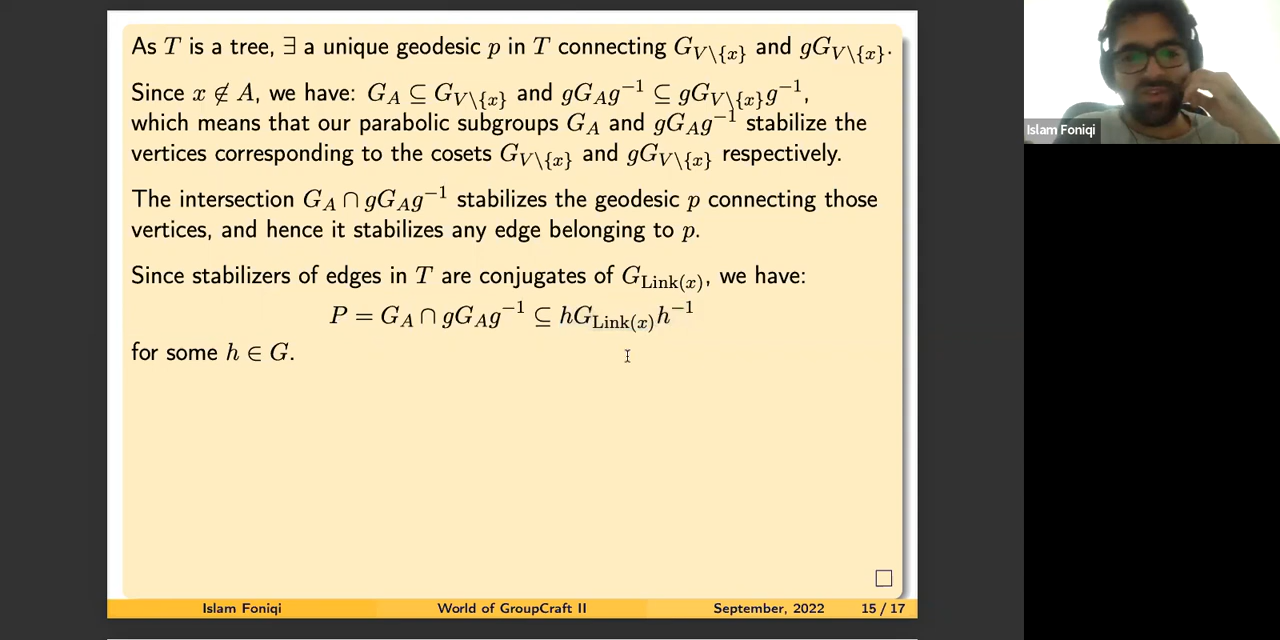 As T is a tree, ∃ a unique geodesic p in T connecting G_{V\{x}} and gG_{V\{x}}.
Since x ∉ A, we have: G_A ⊆ G_{V\{x}} and gG_Ag^{-1} ⊆ gG_{V\{x}}g^{-1},
which means that our parabolic subgroups G_A and gG_Ag^{-1} stabilize the
vertices corresponding to the cosets G_{V\{x}} and gG_{V\{x}} respectively.
The intersection G_A ∩ gG_Ag^{-1} stabilizes the geodesic p connecting those
vertices, and hence it stabilizes any edge belonging to p.
Since stabilizers of edges in T are conjugates of G_{Link(x)}, we have:
P = G_A ∩ gG_Ag^{-1} ⊆ hG_{Link(x)}h^{-1}
for some h ∈ G.
□
Islam Foniqi World of GroupCraft II September, 2022 15 / 17
Islam Foniqi